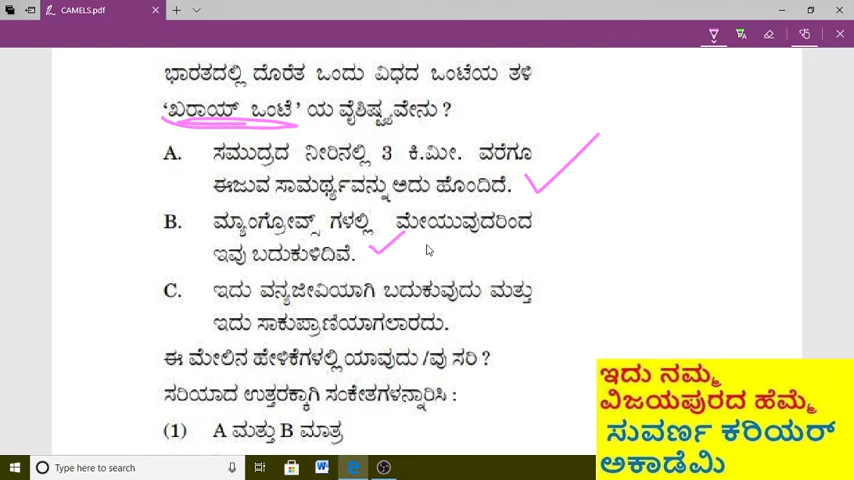 CAMELS.pdf
ಭಾರತದಲ್ಲಿ ದೊರೆತ ಒಂದು ವಿಧದ ಒಂಟೆಯ ತಳಿ
‘ಖರಾಯ್ ಒಂಟೆ’ ಯ ವೈಶಿಷ್ಟ್ಯವೇನು ?
A. ಸಮುದ್ರದ ನೀರಿನಲ್ಲಿ 3 ಕಿ.ಮೀ. ವರೆಗೂ
ಈಜುವ ಸಾಮರ್ಥ್ಯವನ್ನು ಅದು ಹೊಂದಿದೆ.
B. ಮ್ಯಾಂಗ್ರೋವ್ಸ್ ಗಳಲ್ಲಿ ಮೇಯುವುದರಿಂದ
ಇವು ಬದುಕುಳಿದಿವೆ.
C. ಇದು ವನ್ಯಜೀವಿಯಾಗಿ ಬದುಕುವುದು ಮತ್ತು
ಇದು ಸಾಕುಪ್ರಾಣಿಯಾಗಲಾರದು.
ಈ ಮೇಲಿನ ಹೇಳಿಕೆಗಳಲ್ಲಿ ಯಾವುದು /ವು ಸರಿ ?
ಸರಿಯಾದ ಉತ್ತರಕ್ಕಾಗಿ ಸಂಕೇತಗಳನ್ನಾರಿಸಿ :
(1) A ಮತ್ತು B ಮಾತ್ರ
ಇದು ನಮ್ಮ
ವಿಜಯಪುರದ ಹೆಮ್ಮೆ
ಸುವರ್ಣ ಕರಿಯರ್
ಅಕಾಡೆಮಿ
Type here to search